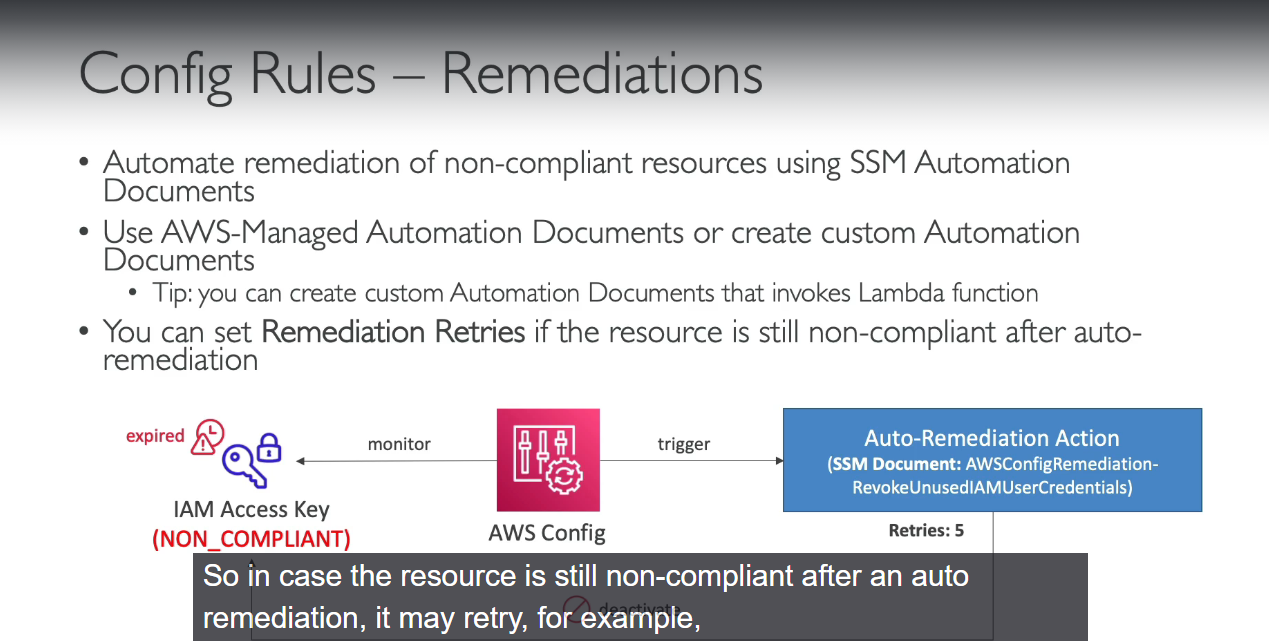 Config Rules – Remediations
• Automate remediation of non-compliant resources using SSM Automation
Documents
• Use AWS-Managed Automation Documents or create custom Automation
Documents
• Tip: you can create custom Automation Documents that invokes Lambda function
• You can set Remediation Retries if the resource is still non-compliant after auto-
remediation
expired
monitor
trigger
Auto-Remediation Action
(SSM Document: AWSConfigRemediation-
RevokeUnusedIAMUserCredentials)
IAM Access Key
(NON_COMPLIANT)
AWS Config
Retries: 5
deactivate
So in case the resource is still non-compliant after an auto
remediation, it may retry, for example,